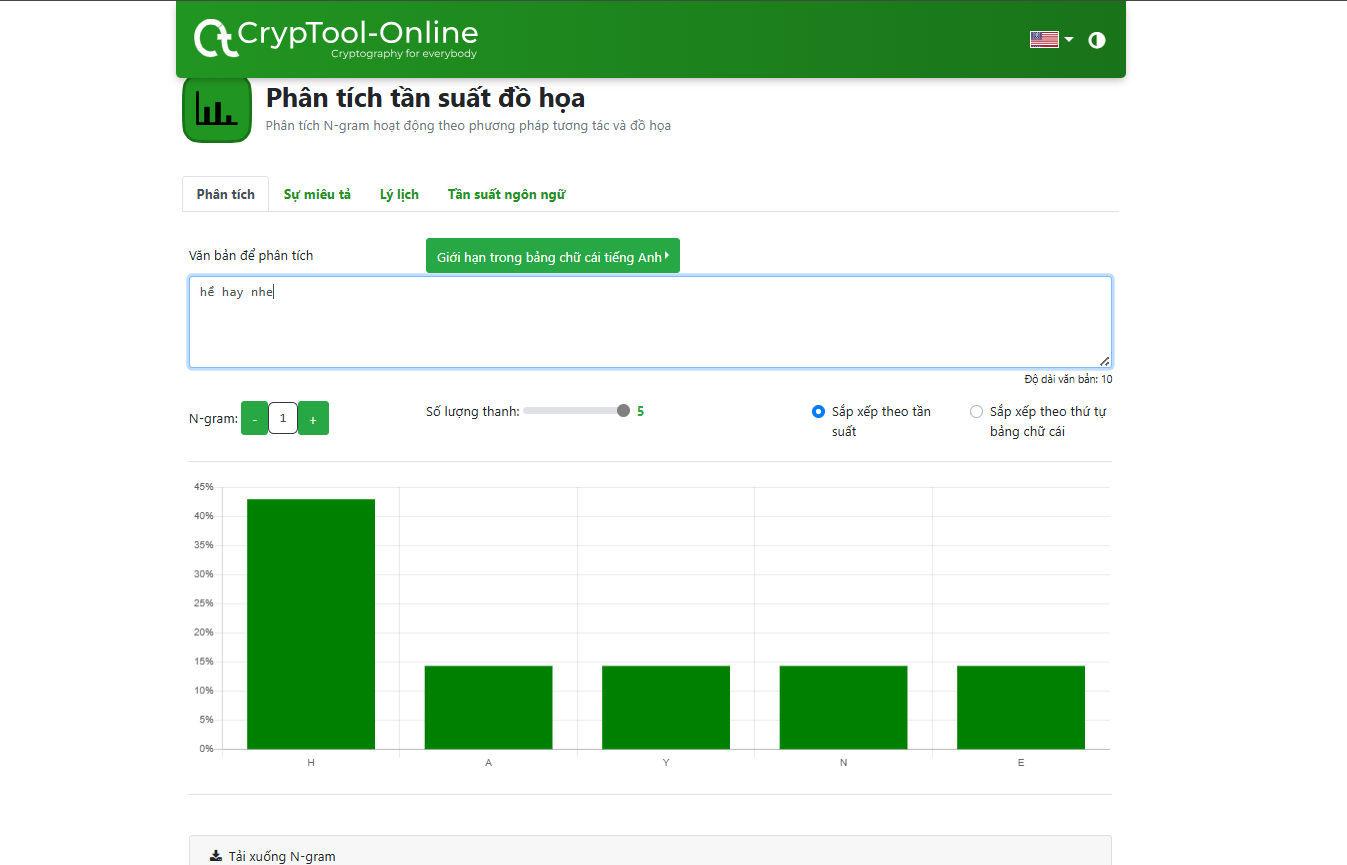 CrypTool-Online
Cryptography for everybody
Phân tích tần suất đồ họa
Phân tích N-gram hoạt động theo phương pháp tương tác và đồ họa
Phân tích Sự miêu tả Lý lịch Tần suất ngôn ngữ
Văn bản để phân tích Giới hạn trong bảng chữ cái tiếng Anh
hể hay nhe
Độ dài văn bản: 10
N-gram: - 1 + Số lượng thanh: 5 Sắp xếp theo tần suất Sắp xếp theo thứ tự bảng chữ cái
45%
40%
35%
30%
25%
20%
15%
10%
5%
0%
H A Y N E
Tải xuống N-gram